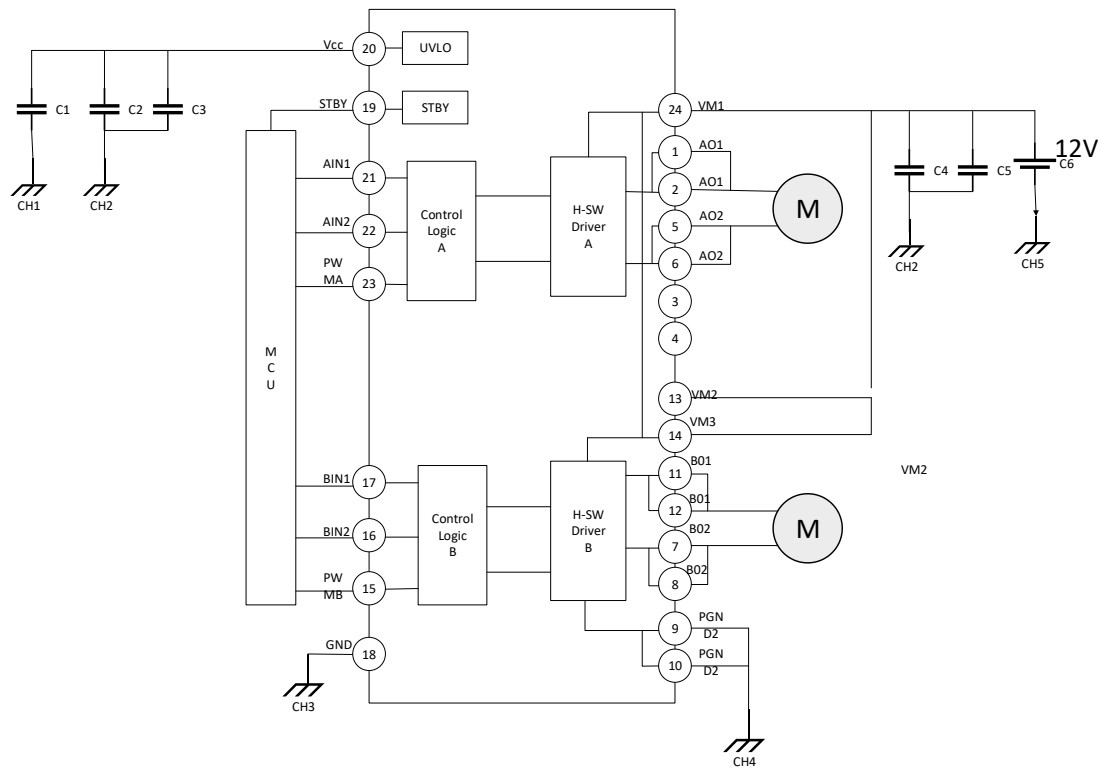 Vcc
20
UVLO
C1
C2
C3
STBY
19
STBY
24
VM1
AIN1
21
1
AO1
12V
C4
C5
C6
CH1
CH2
2
AO1
M
Control
Logic
A
H-SW
Driver
A
AIN2
22
5
AO2
PW
MA
23
6
AO2
CH2
CH5
3
4
M
C
U
13
VM2
14
VM3
BIN1
17
11
B01
VM2
12
B01
Control
Logic
B
H-SW
Driver
B
M
BIN2
16
7
B02
PW
MB
15
8
B02
9
PGN
D2
GND
18
10
PGN
D2
CH3
CH4